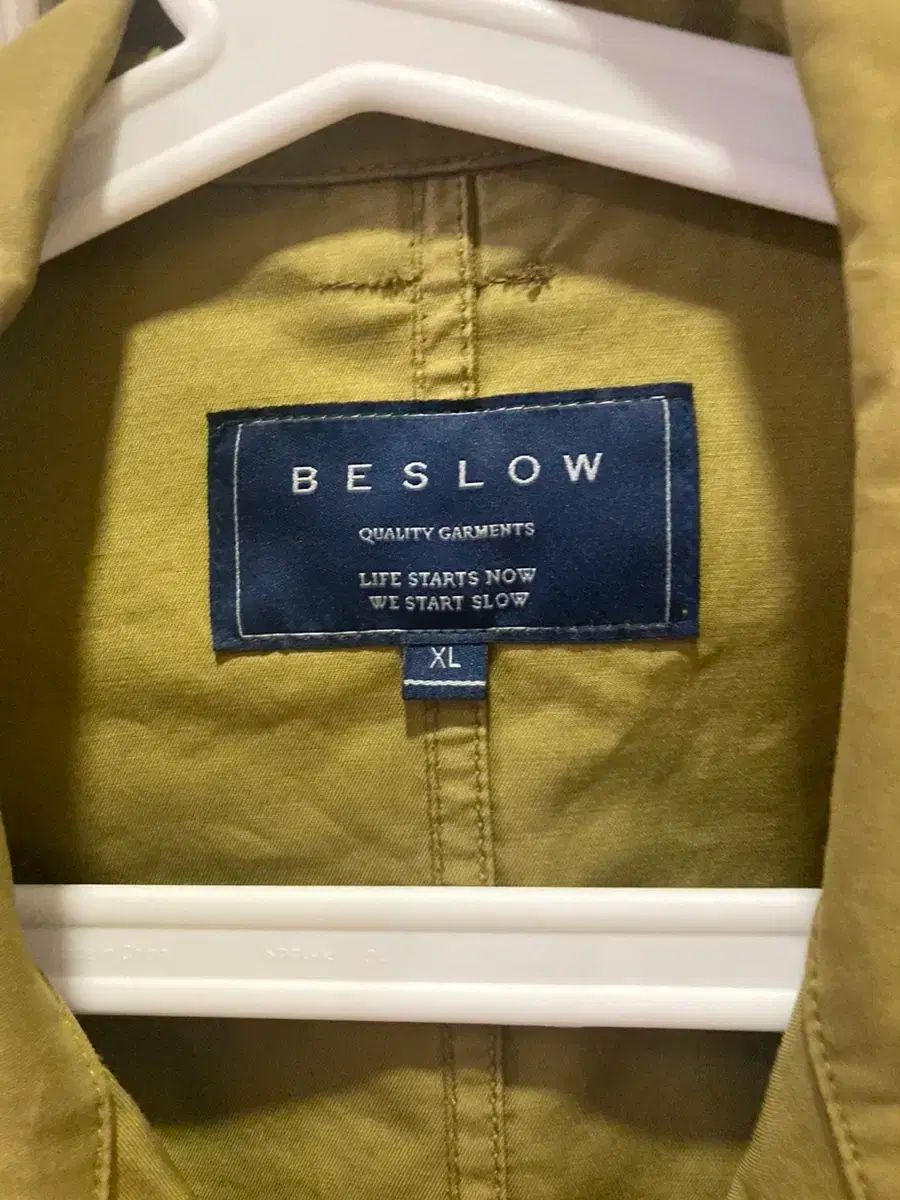 BESLOW
QUALITY GARMENTS
LIFE STARTS NOW
WE START SLOW
XL